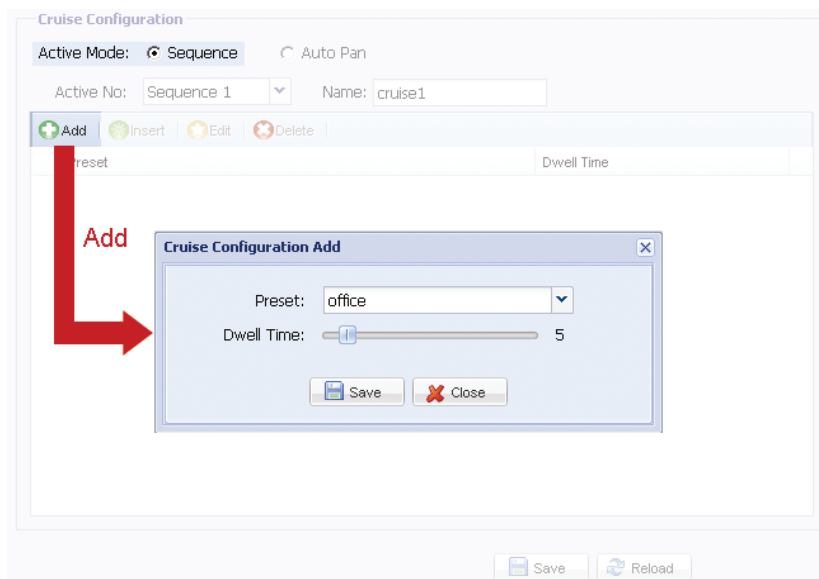 Cruise Configuration
Active Mode: Sequence Auto Pan
Active No: Sequence 1 Name: cruise1
Add Insert Edit Delete
Preset Dwell Time
Add
Cruise Configuration Add
Preset: office
Dwell Time: 5
Save Close
Save Reload